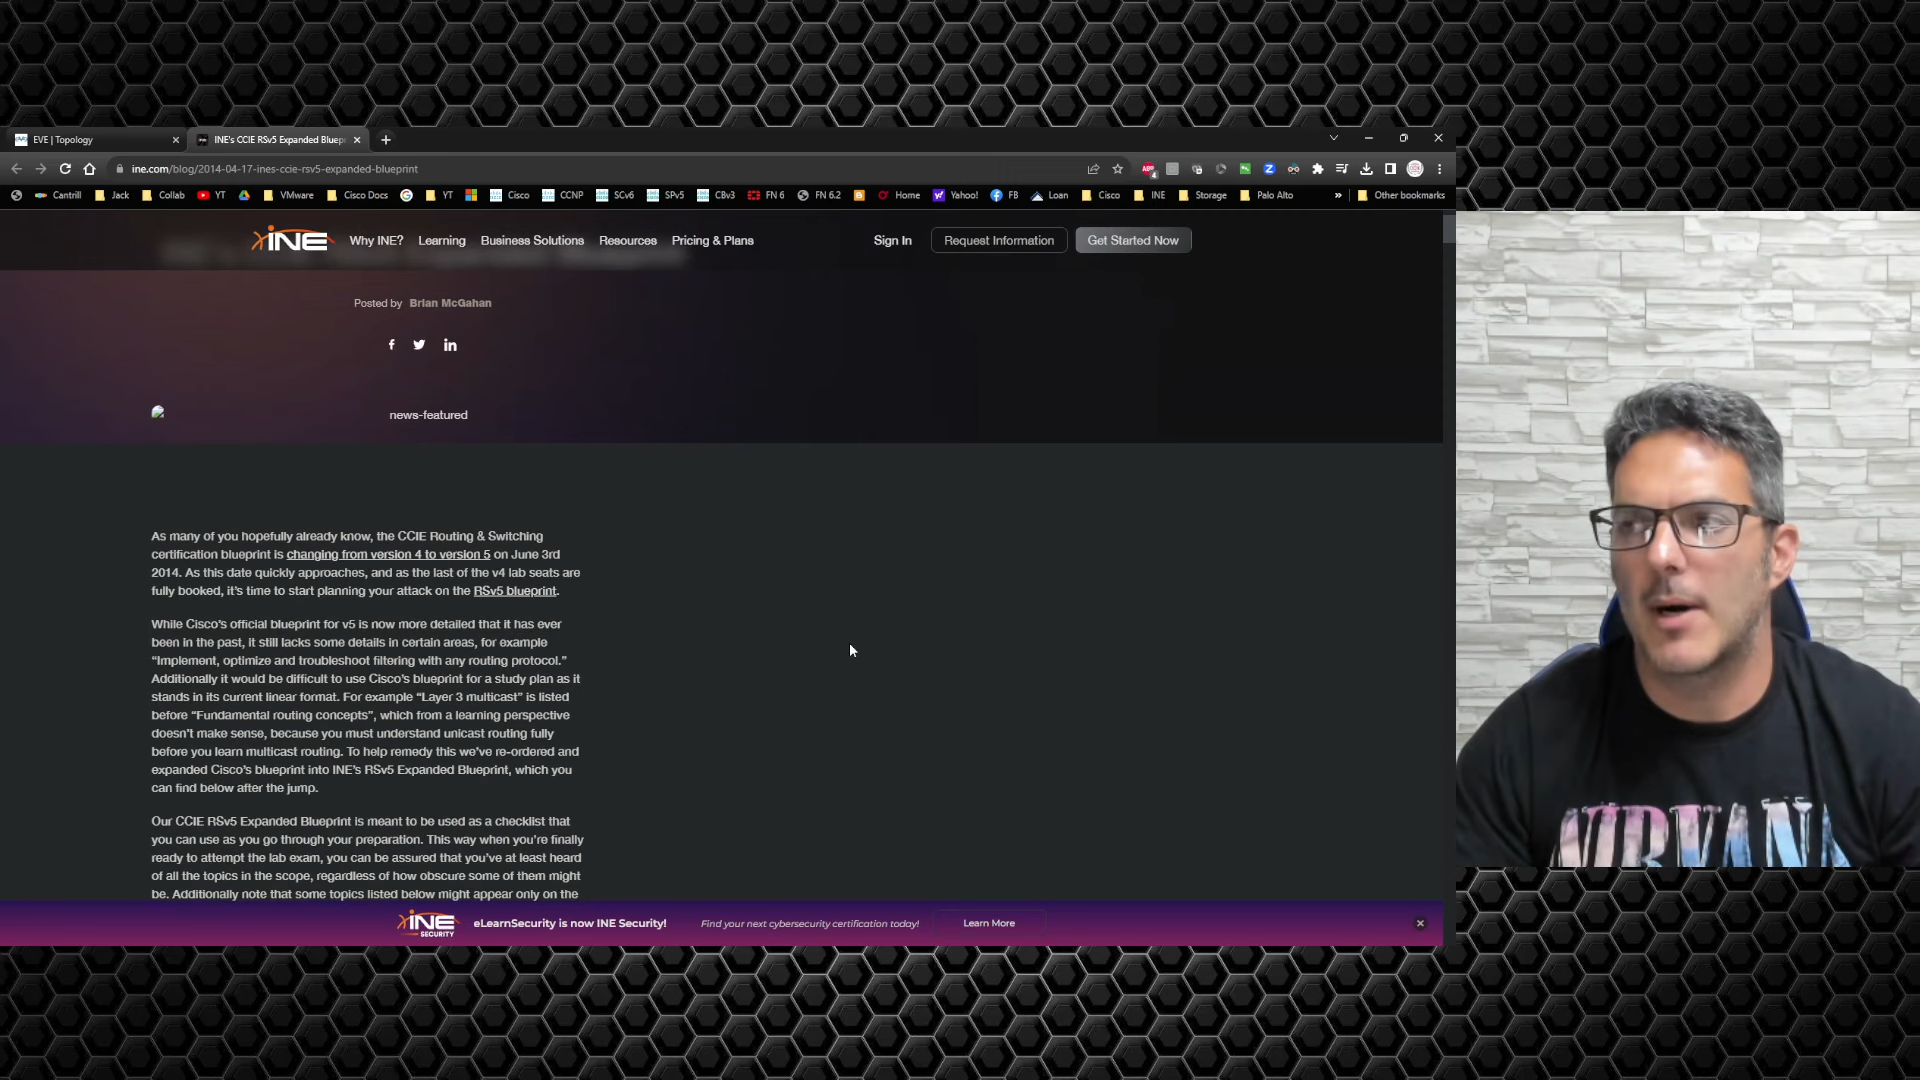 EVE | Topology
INE's CCIE RSv5 Expanded Bluep
ine.com/blog/2014-04-17-ines-ccie-rsv5-expanded-blueprint
Cantrill Jack Collab YT YT VMware Cisco Docs Cisco CCNP SCv6 SPv5 CBv3 FN 6 FN 6.2 Home Yahoo! FB Loan Cisco INE Storage Palo Alto » Other bookmarks
INE Why INE? Learning Business Solutions Resources Pricing & Plans Sign In Request Information Get Started Now
Posted by Brian McGahan
news-featured
As many of you hopefully already know, the CCIE Routing & Switching
certification blueprint is changing from version 4 to version 5 on June 3rd
2014. As this date quickly approaches, and as the last of the v4 lab seats are
fully booked, it's time to start planning your attack on the RSv5 blueprint.
While Cisco's official blueprint for v5 is now more detailed that it has ever
been in the past, it still lacks some details in certain areas, for example
“Implement, optimize and troubleshoot filtering with any routing protocol.”
Additionally it would be difficult to use Cisco's blueprint for a study plan as it
stands in its current linear format. For example “Layer 3 multicast” is listed
before “Fundamental routing concepts”, which from a learning perspective
doesn't make sense, because you must understand unicast routing fully
before you learn multicast routing. To help remedy this we've re-ordered and
expanded Cisco's blueprint into INE's RSv5 Expanded Blueprint, which you
can find below after the jump.
Our CCIE RSv5 Expanded Blueprint is meant to be used as a checklist that
you can use as you go through your preparation. This way when you're finally
ready to attempt the lab exam, you can be assured that you've at least heard
of all the topics in the scope, regardless of how obscure some of them might
be. Additionally note that some topics listed below might appear only on the
INE SECURITY eLearnSecurity is now INE Security! Find your next cybersecurity certification today! Learn More
NIRVANA